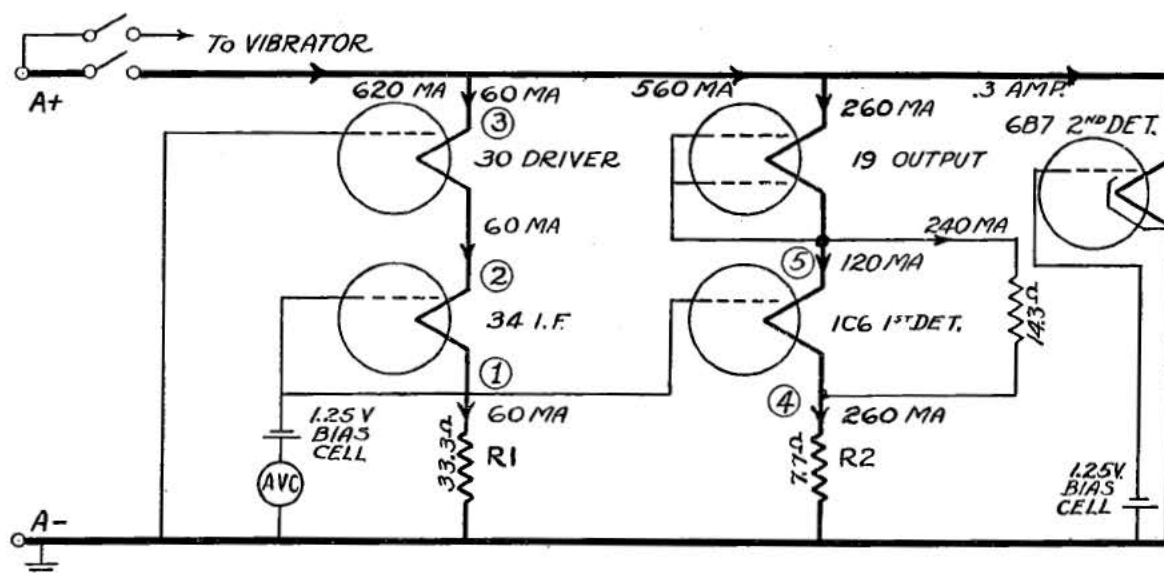 To VIBRATOR
A+
620 MA
60 MA
560 MA
.3 AMP.
3
260 MA
6B7 2ND DET.
30 DRIVER
19 OUTPUT
60 MA
240 MA
2
5
120 MA
34 I.F.
1C6 1ST DET.
14.3Ω
1
4
60 MA
260 MA
1.25 V
BIAS
CELL
33.3Ω
R1
7.7Ω
R2
AVC
1.25V.
BIAS
CELL
A-